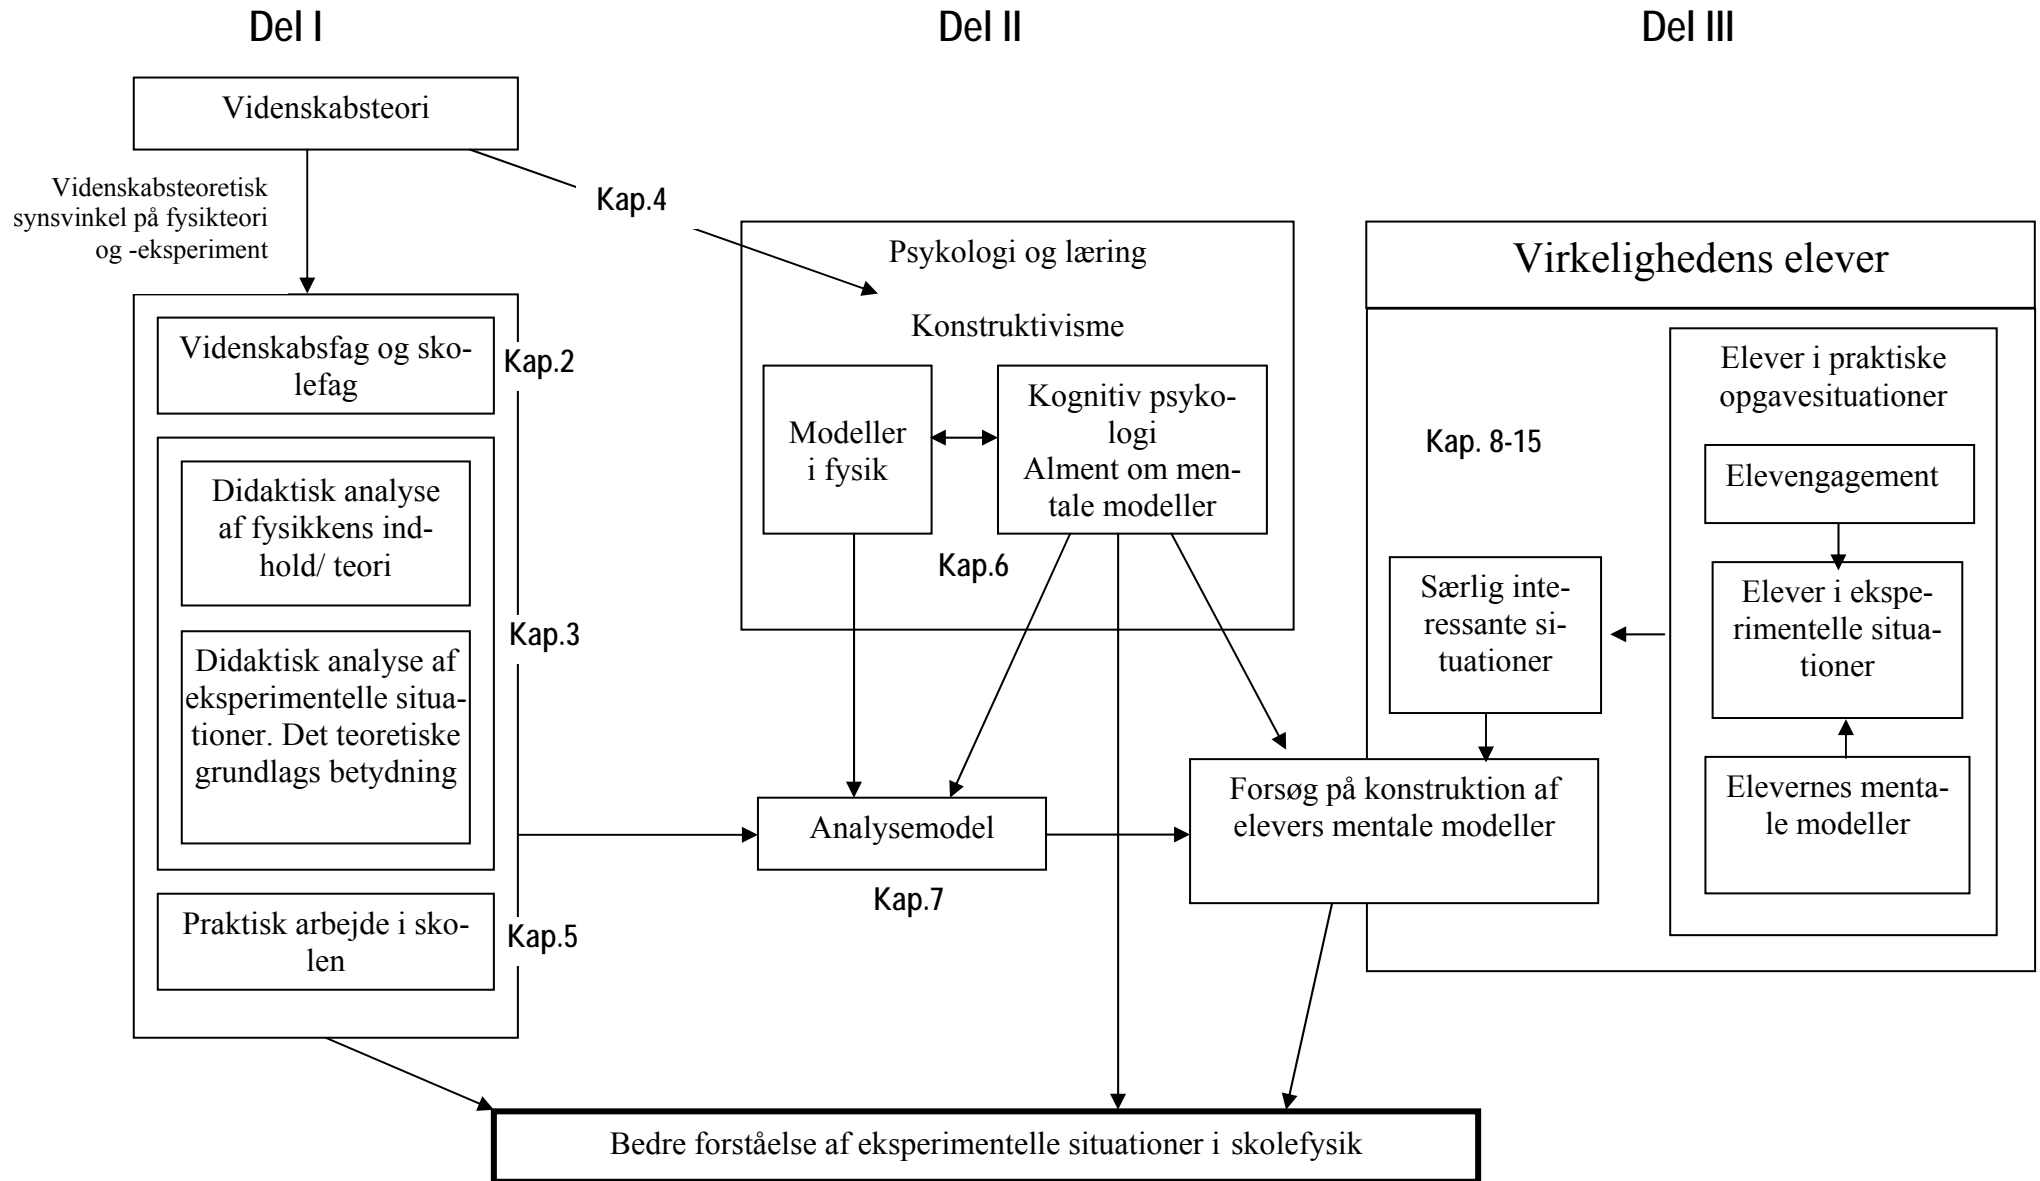 Del I
Del II
Del III
Videnskabsteori
Videnskabsteoretisk
synsvinkel på fysikteori
og -eksperiment
Kap.4
Videnskabsfag og sko-
lefag
Kap.2
Didaktisk analyse
af fysikkens ind-
hold/ teori
Kap.3
Didaktisk analyse af
eksperimentelle situa-
tioner. Det teoretiske
grundlags betydning
Praktisk arbejde i sko-
len
Kap.5
Psykologi og læring
Konstruktivisme
Modeller
i fysik
Kognitiv psyko-
logi
Alment om men-
tale modeller
Kap.6
Analysemodel
Kap.7
Virkelighedens elever
Kap. 8-15
Elever i praktiske
opgavesituationer
Elevengagement
Særlig inte-
ressante si-
tuationer
Elever i ekspe-
rimentelle situa-
tioner
Elevernes menta-
le modeller
Forsøg på konstruktion af
elevers mentale modeller
Bedre forståelse af eksperimentelle situationer i skolefysik